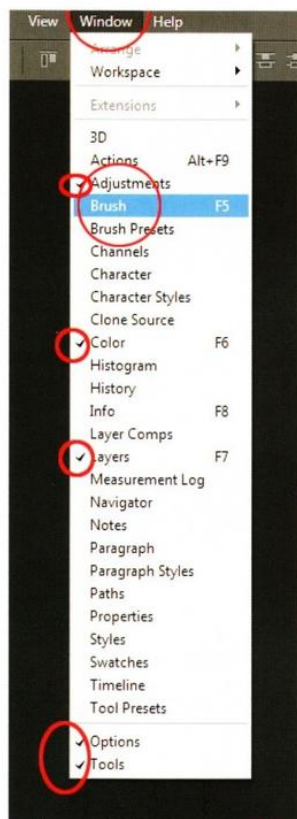 View Window Help
Arrange
Workspace
Extensions
3D
Actions Alt+F9
Adjustments
Brush F5
Brush Presets
Channels
Character
Character Styles
Clone Source
Color F6
Histogram
History
Info F8
Layer Comps
Layers F7
Measurement Log
Navigator
Notes
Paragraph
Paragraph Styles
Paths
Properties
Styles
Swatches
Timeline
Tool Presets
Options
Tools